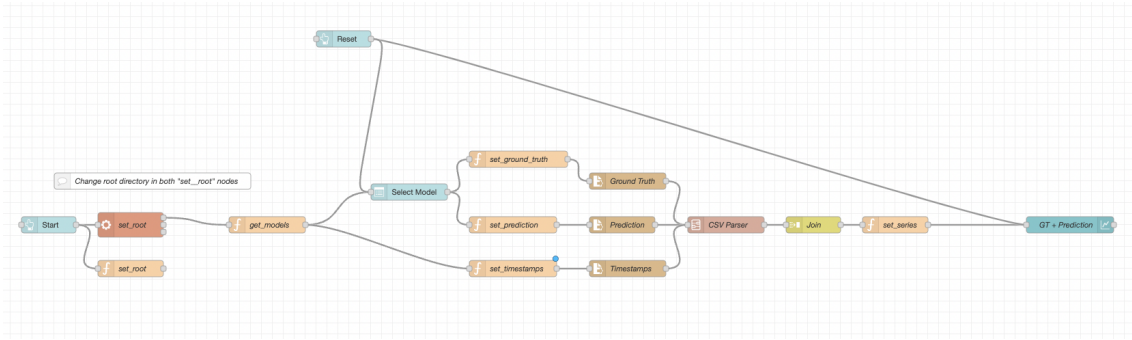 Reset
set_ground_truth
Change root directory in both "set__root" nodes
Ground Truth
Select Model
Start
set_root
get_models
set_prediction
Prediction
CSV Parser
Join
set_series
GT + Prediction
set_root
set_timestamps
Timestamps